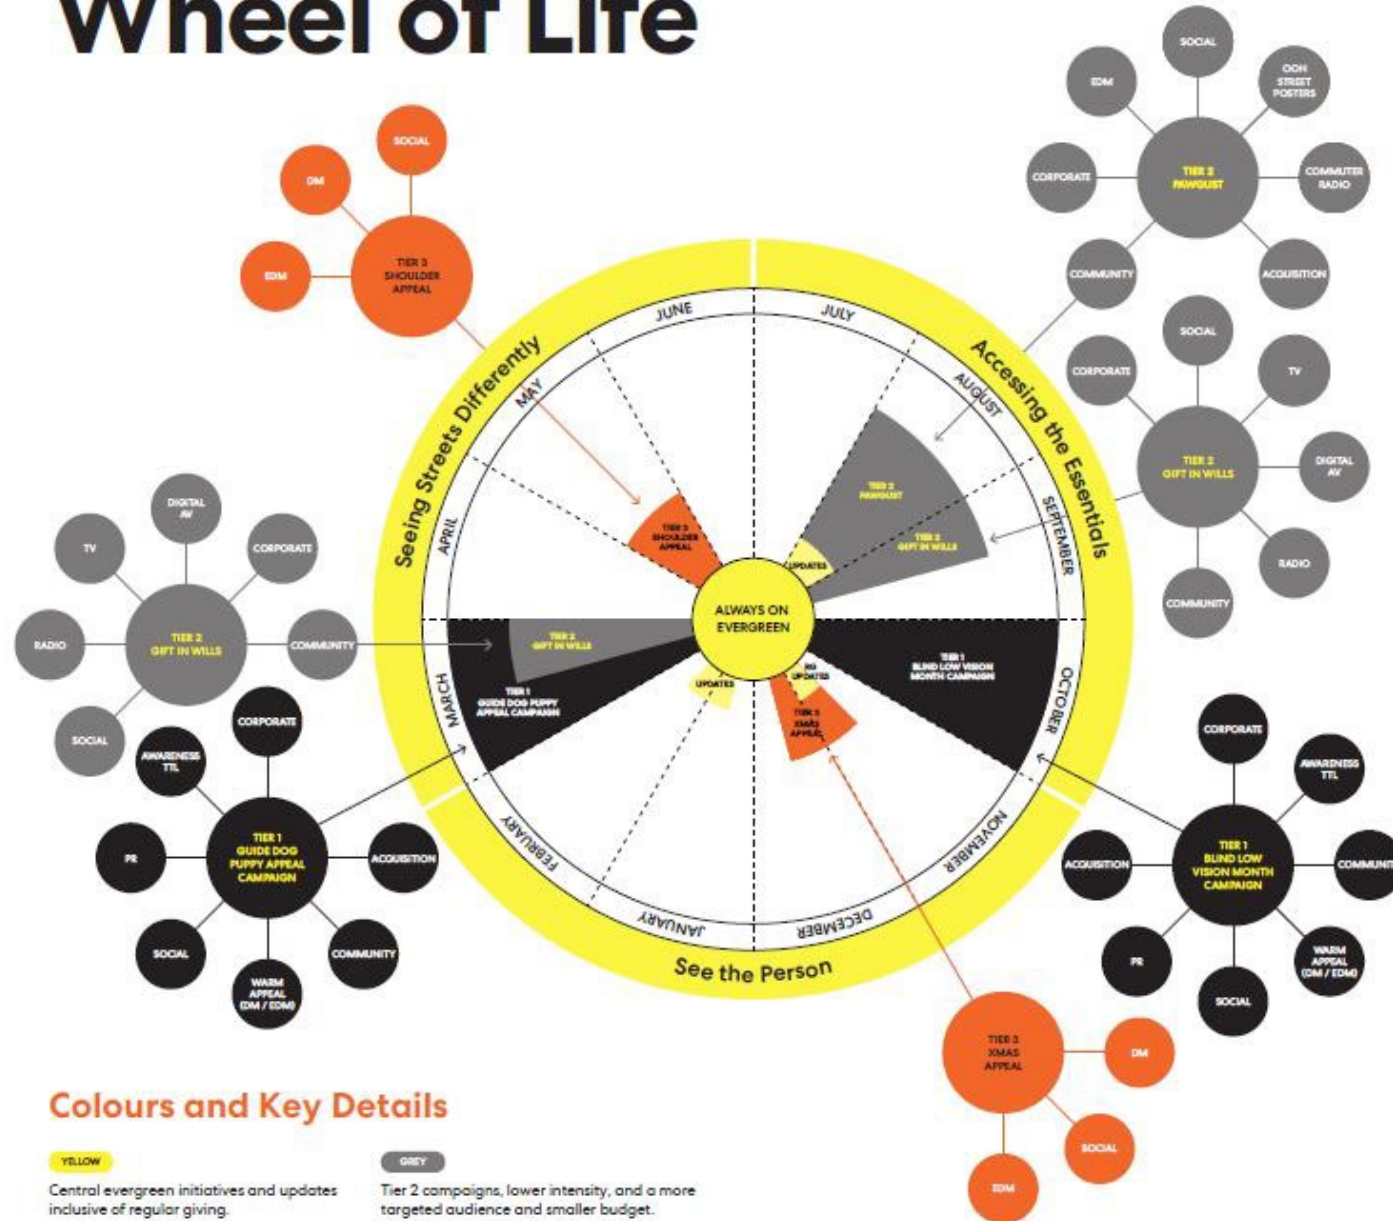 Wheel of Life
SOCIAL
DM
EDM
TIER 3
SHOULDER
APPEAL
SOCIAL
EDM
OOH
STREET
POSTERS
CORPORATE
TIER 2
PAWGUST
COMMUTER
RADIO
COMMUNITY
ACQUISITION
SOCIAL
CORPORATE
TV
TIER 2
GIFT IN WILLS
DIGITAL
AV
RADIO
COMMUNITY
Seeing Streets Differently
Accessing the Essentials
See the Person
JUNE
JULY
MAY
AUGUST
APRIL
SEPTEMBER
MARCH
OCTOBER
FEBRUARY
NOVEMBER
JANUARY
DECEMBER
TIER 3
SHOULDER
APPEAL
TIER 2
PAWGUST
TIER 2
GIFT IN WILLS
UPDATES
ALWAYS ON
EVERGREEN
TIER 2
GIFT IN WILLS
TIER 1
GUIDE DOG PUPPY
APPEAL CAMPAIGN
TIER 1
BLIND LOW VISION
MONTH CAMPAIGN
UPDATES
RG
UPDATES
TIER 3
XMAS
APPEAL
DIGITAL
AV
TV
CORPORATE
RADIO
TIER 2
GIFT IN WILLS
COMMUNITY
SOCIAL
CORPORATE
AWARENESS
TTL
PR
TIER 1
GUIDE DOG
PUPPY APPEAL
CAMPAIGN
ACQUISITION
SOCIAL
COMMUNITY
WARM
APPEAL
(DM / EDM)
CORPORATE
AWARENESS
TTL
ACQUISITION
TIER 1
BLIND LOW
VISION MONTH
CAMPAIGN
COMMUNIT
PR
WARM
APPEAL
(DM / EDM)
SOCIAL
TIER 3
XMAS
APPEAL
DM
SOCIAL
EDM
Colours and Key Details
YELLOW
Central evergreen initiatives and updates
inclusive of regular giving.
GREY
Tier 2 campaigns, lower intensity, and a more
targeted audience and smaller budget.